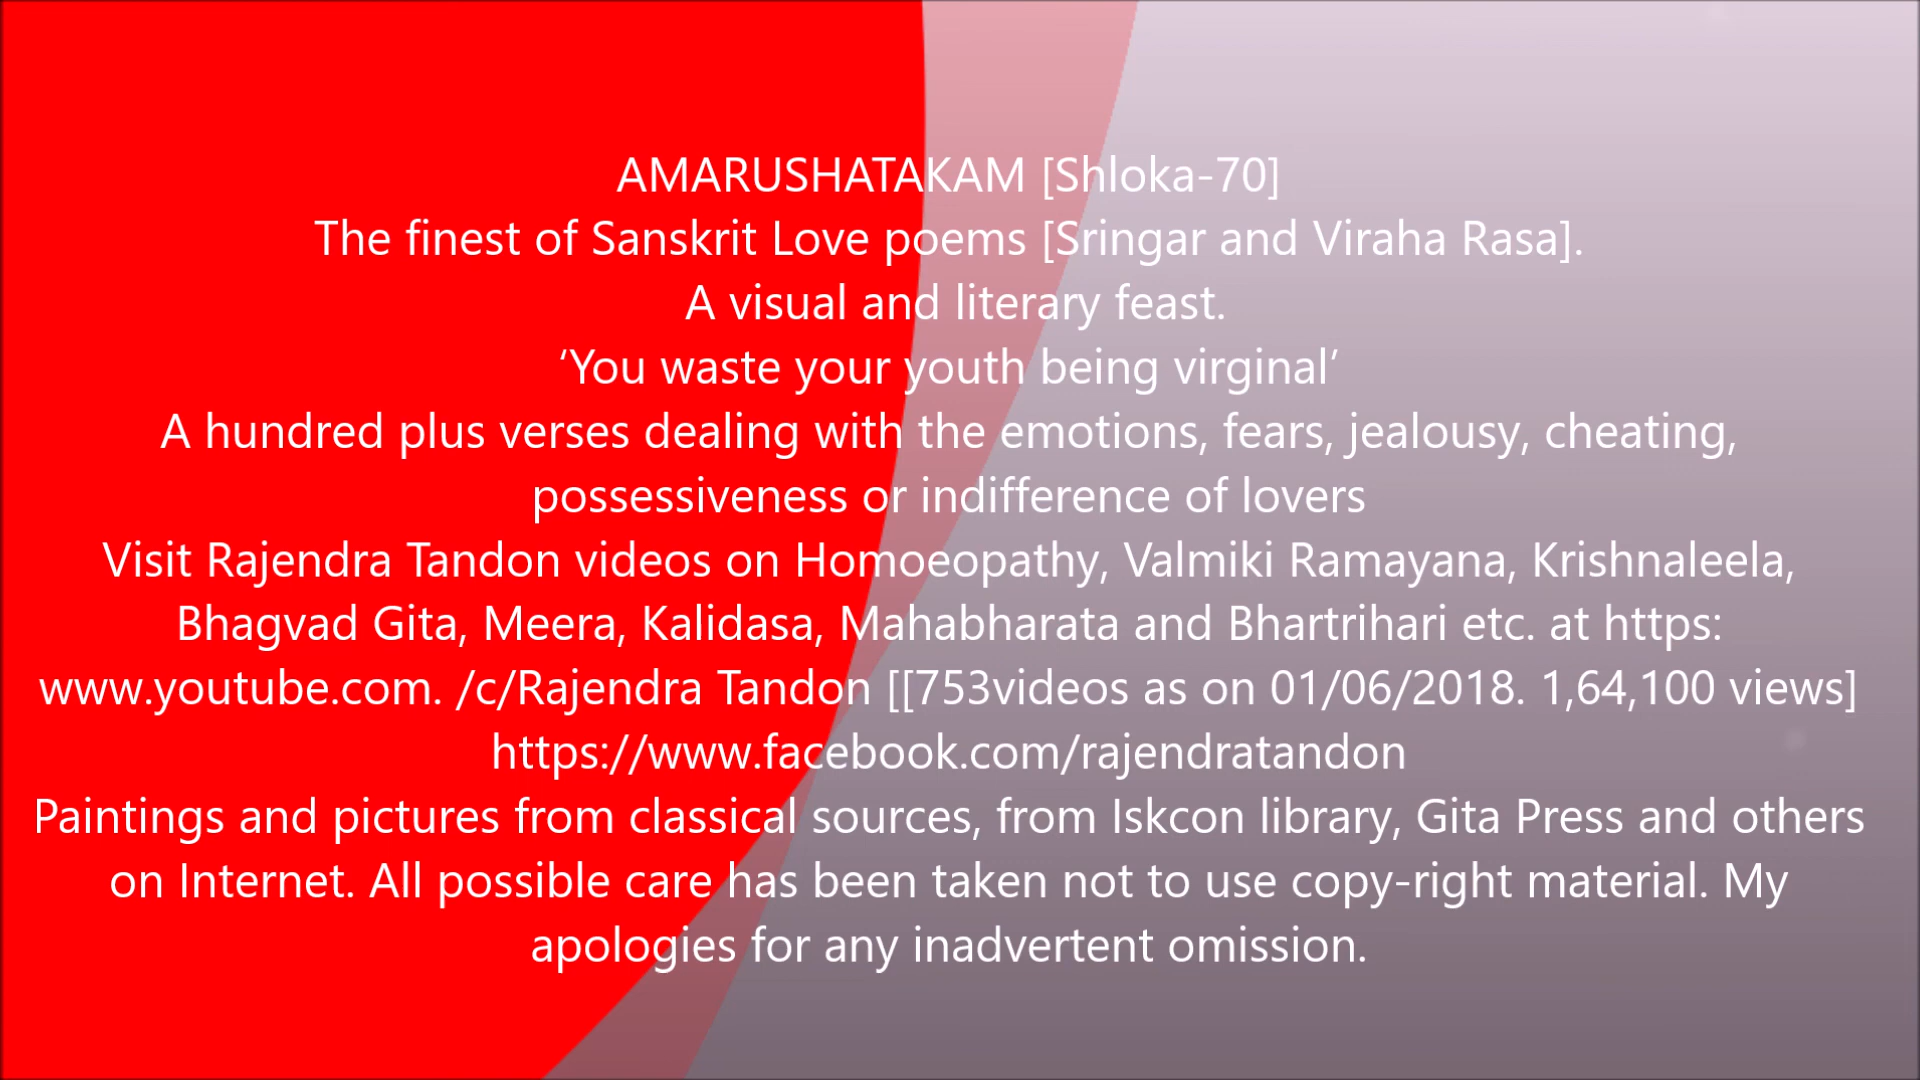 AMARUSHATAKAM [Shloka-70]
The finest of Sanskrit Love poems [Sringar and Viraha Rasa].
A visual and literary feast.
‘You waste your youth being virginal’
A hundred plus verses dealing with the emotions, fears, jealousy, cheating,
possessiveness or indifference of lovers
Visit Rajendra Tandon videos on Homoeopathy, Valmiki Ramayana, Krishnaleela,
Bhagvad Gita, Meera, Kalidasa, Mahabharata and Bhartrihari etc. at https:
www.youtube.com. /c/Rajendra Tandon [[753videos as on 01/06/2018. 1,64,100 views]
https://www.facebook.com/rajendratandon
Paintings and pictures from classical sources, from Iskcon library, Gita Press and others
on Internet. All possible care has been taken not to use copy-right material. My
apologies for any inadvertent omission.